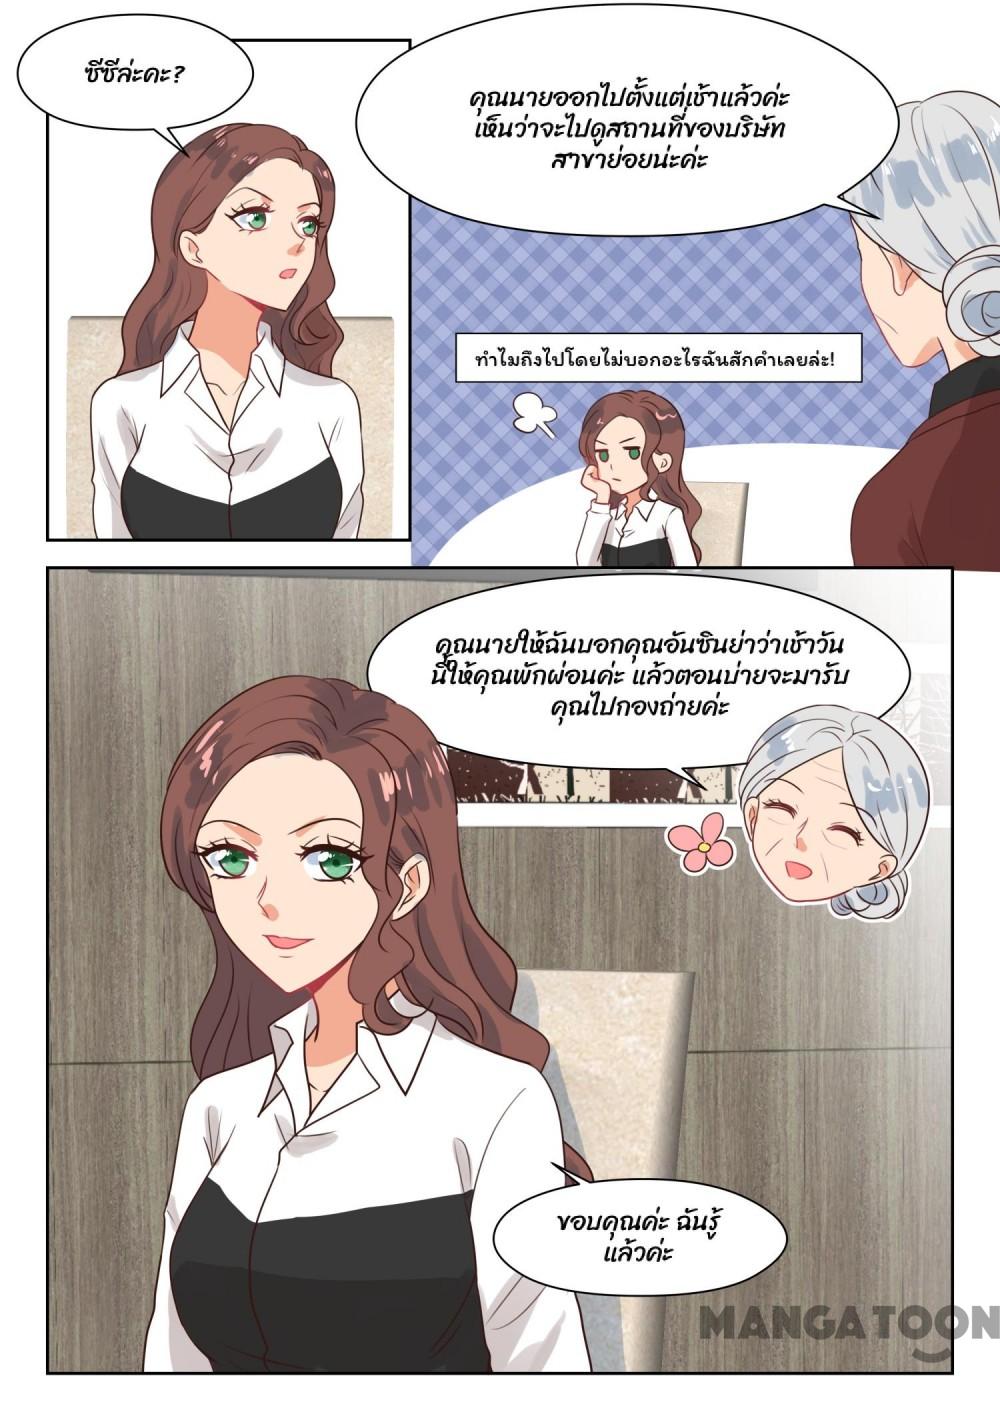 ซีซีล่ะคะ?
คุณนายออกไปตั้งแต่เช้าแล้วค่ะ
เห็นว่าจะไปดูสถานที่ของบริษัท
สาขาย่อยน่ะค่ะ
ทำไมถึงไปโดยไม่บอกอะไรฉันสักคำเลยล่ะ!
คุณนายให้ฉันบอกคุณอันซินย่าว่าเช้าวัน
นี้ให้คุณพักผ่อนค่ะ แล้วตอนบ่ายจะมารับ
คุณไปกองถ่ายค่ะ
ขอบคุณค่ะ ฉันรู้
แล้วค่ะ
MANGATOON